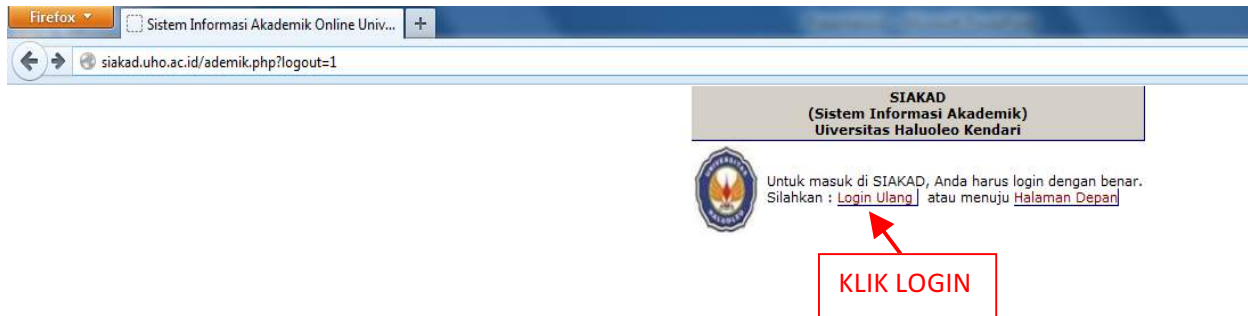 Firefox
Sistem Informasi Akademik Online Univ... +
siakad.uho.ac.id/ademik.php?logout=1
SIAKAD
(Sistem Informasi Akademik)
Uiversitas Haluoleo Kendari
Untuk masuk di SIAKAD, Anda harus login dengan benar.
Silahkan : Login Ulang atau menuju Halaman Depan
UNIVERSITAS
HALUOLEO
KLIK LOGIN